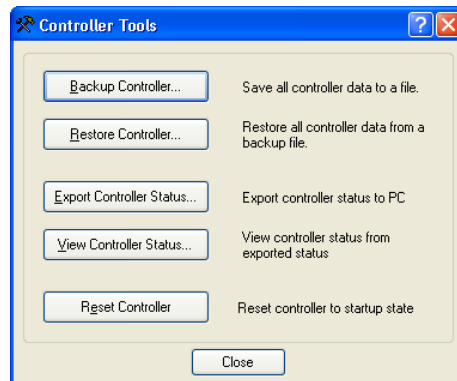 Controller Tools
Backup Controller...
Save all controller data to a file.
Restore Controller...
Restore all controller data from a
backup file.
Export Controller Status...
Export controller status to PC
View Controller Status...
View controller status from
exported status
Reset Controller
Reset controller to startup state
Close